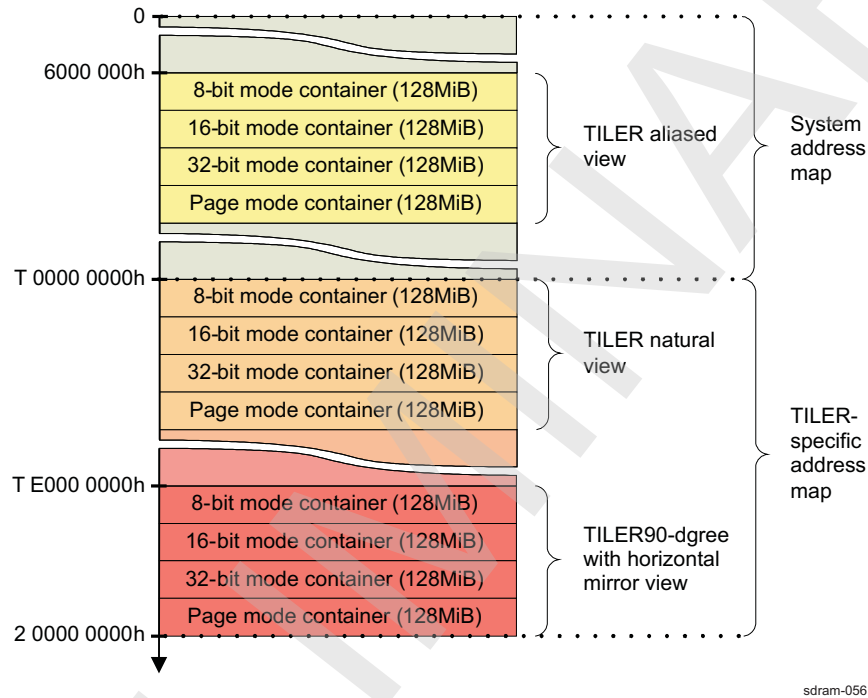 0
6000 000h
8-bit mode container (128MiB)
16-bit mode container (128MiB)
32-bit mode container (128MiB)
Page mode container (128MiB)
TILER aliased
view
System
address
map
T 0000 0000h
8-bit mode container (128MiB)
16-bit mode container (128MiB)
32-bit mode container (128MiB)
Page mode container (128MiB)
TILER natural
view
TILER-
specific
address
map
T E000 0000h
8-bit mode container (128MiB)
16-bit mode container (128MiB)
32-bit mode container (128MiB)
Page mode container (128MiB)
TILER90-dgree
with horizontal
mirror view
2 0000 0000h
sdram-056